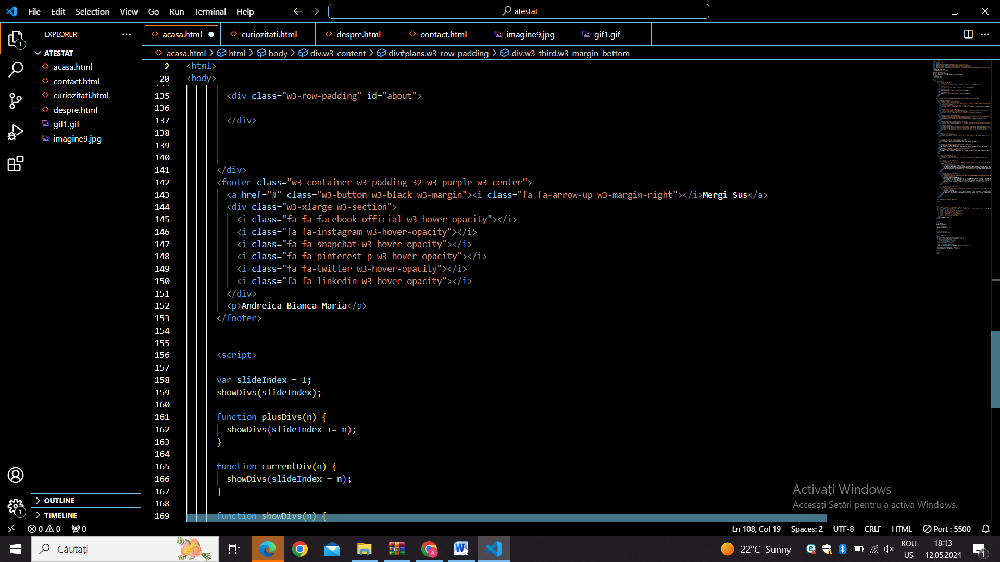 File Edit Selection View Go Run Terminal Help
atestat
EXPLORER
acasa.html
curiozitati.html
despre.html
contact.html
imagine9.jpg
gif1.gif
1
ATESTAT
acasa.html
contact.html
curiozitati.html
despre.html
gif1.gif
imagine9.jpg
acasa.html > html > body > div.w3-content > div#plans.w3-row-padding > div.w3-third.w3-margin-bottom
2 <html>
20 <body>
135 <div class="w3-row-padding" id="about">
136
137 </div>
138
139
140
141 </div>
142 <footer class="w3-container w3-padding-32 w3-purple w3-center">
143 <a href="#" class="w3-button w3-black w3-margin"><i class="fa fa-arrow-up w3-margin-right"></i>Mergi Sus</a>
144 <div class="w3-xlarge w3-section">
145 <i class="fa fa-facebook-official w3-hover-opacity"></i>
146 <i class="fa fa-instagram w3-hover-opacity"></i>
147 <i class="fa fa-snapchat w3-hover-opacity"></i>
148 <i class="fa fa-pinterest-p w3-hover-opacity"></i>
149 <i class="fa fa-twitter w3-hover-opacity"></i>
150 <i class="fa fa-linkedin w3-hover-opacity"></i>
151 </div>
152 <p>Andreica Bianca Maria</p>
153 </footer>
154
155
156 <script>
157
158 var slideIndex = 1;
159 showDivs(slideIndex);
160
161 function plusDivs(n) {
162 showDivs(slideIndex += n);
163 }
164
165 function currentDiv(n) {
166 showDivs(slideIndex = n);
167 }
168
169 function showDivs(n) {
OUTLINE
TIMELINE
1
Activați Windows
Accesați Setări pentru a activa Windows.
0 0 0
Ln 108, Col 19 Spaces: 2 UTF-8 CRLF HTML Port : 5500
Căutați
A
22°C Sunny
ROU
US
18:13
12.05.2024
1